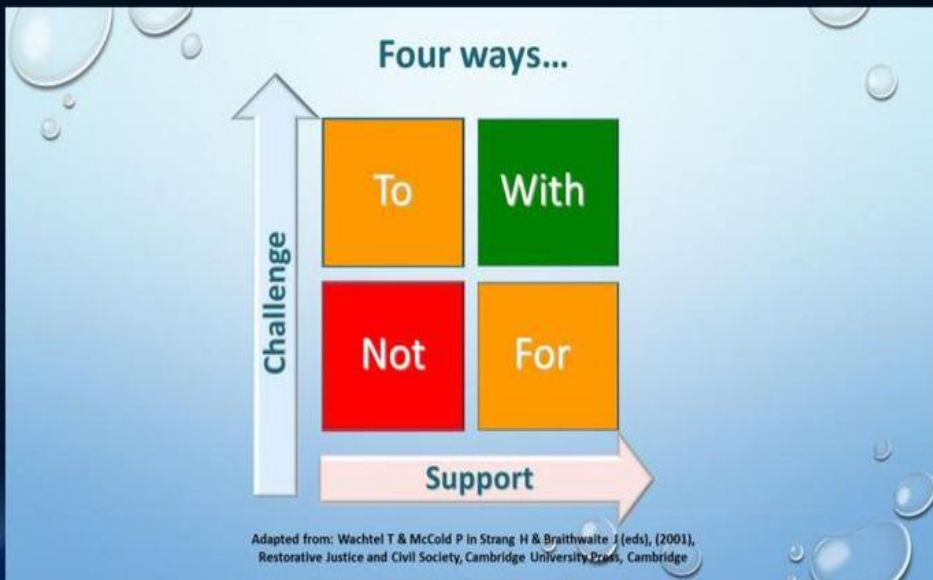 Four ways...
Challenge
To
With
Not
For
Support
Adapted from: Wachtel T & McCold P in Strang H & Braithwaite J (eds), (2001),
Restorative Justice and Civil Society, Cambridge University Press, Cambridge